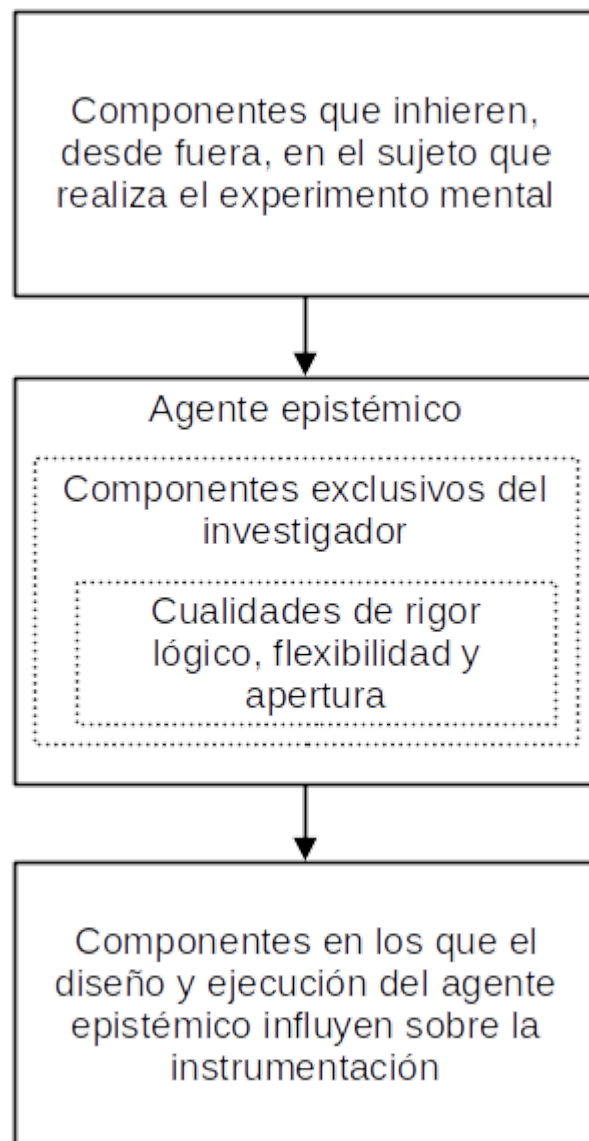 Componentes que inhieren,
desde fuera, en el sujeto que
realiza el experimento mental
Agente epistémico
Componentes exclusivos del
investigador
Cualidades de rigor
lógico, flexibilidad y
apertura
Componentes en los que el
diseño y ejecución del agente
epistémico influyen sobre la
instrumentación